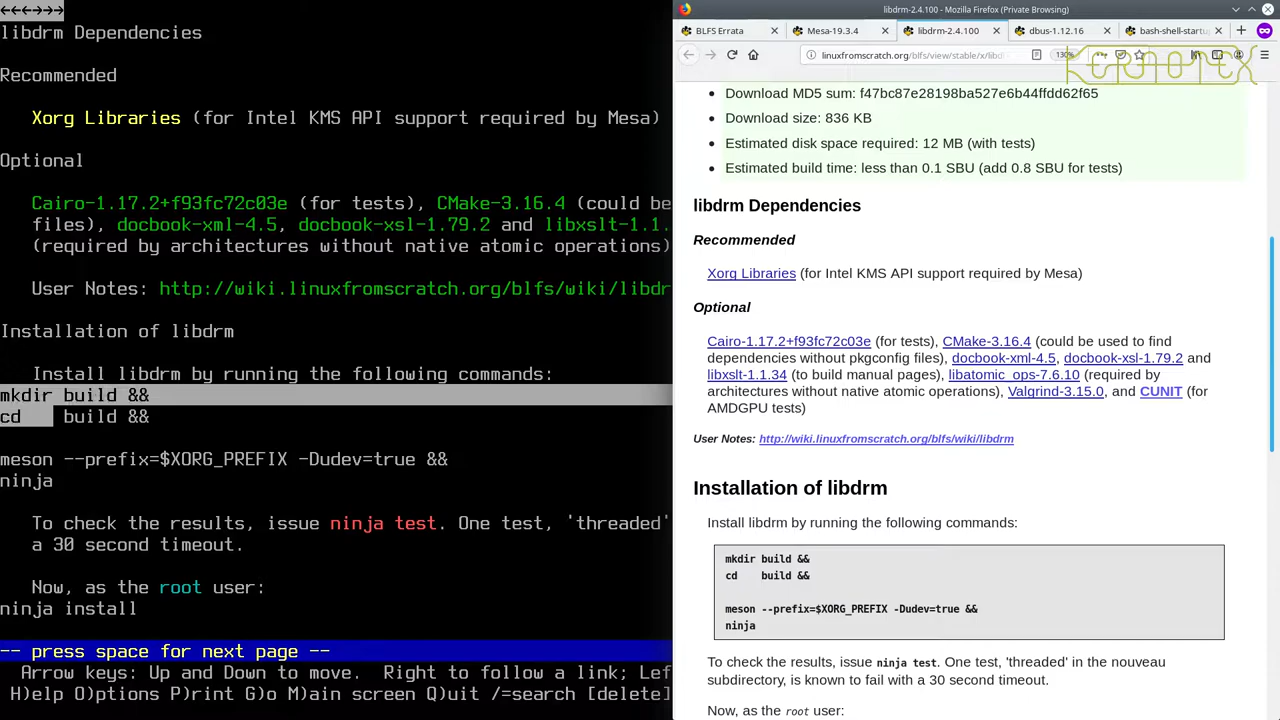 ←←←→→→
libdrm Dependencies
Recommended
Xorg Libraries (for Intel KMS API support required by Mesa)
Optional
Cairo-1.17.2+f93fc72c03e (for tests), CMake-3.16.4 (could be
files), docbook-xml-4.5, docbook-xsl-1.79.2 and libxslt-1.1.
(required by architectures without native atomic operations)
User Notes: http://wiki.linuxfromscratch.org/blfs/wiki/libdr
Installation of libdrm
Install libdrm by running the following commands:
mkdir build &&
cd    build &&
meson --prefix=$XORG_PREFIX -Dudev=true &&
ninja
To check the results, issue ninja test. One test, 'threaded'
a 30 second timeout.
Now, as the root user:
ninja install
-- press space for next page --
Arrow keys: Up and Down to move.  Right to follow a link; Lef
H)elp O)ptions P)rint G)o M)ain screen Q)uit /=search [delete]
libdrm-2.4.100 - Mozilla Firefox (Private Browsing)
BLFS Errata
Mesa-19.3.4
libdrm-2.4.100
dbus-1.12.16
bash-shell-startu
linuxfromscratch.org/blfs/view/stable/x/libd
130%
KERNOTEX
Download MD5 sum: f47bc87e28198ba527e6b44ffdd62f65
Download size: 836 KB
Estimated disk space required: 12 MB (with tests)
Estimated build time: less than 0.1 SBU (add 0.8 SBU for tests)
libdrm Dependencies
Recommended
Xorg Libraries (for Intel KMS API support required by Mesa)
Optional
Cairo-1.17.2+f93fc72c03e (for tests), CMake-3.16.4 (could be used to find
dependencies without pkgconfig files), docbook-xml-4.5, docbook-xsl-1.79.2 and
libxslt-1.1.34 (to build manual pages), libatomic_ops-7.6.10 (required by
architectures without native atomic operations), Valgrind-3.15.0, and CUNIT (for
AMDGPU tests)
User Notes: http://wiki.linuxfromscratch.org/blfs/wiki/libdrm
Installation of libdrm
Install libdrm by running the following commands:
mkdir build &&
cd    build &&
meson --prefix=$XORG_PREFIX -Dudev=true &&
ninja
To check the results, issue ninja test. One test, 'threaded' in the nouveau
subdirectory, is known to fail with a 30 second timeout.
Now, as the root user: